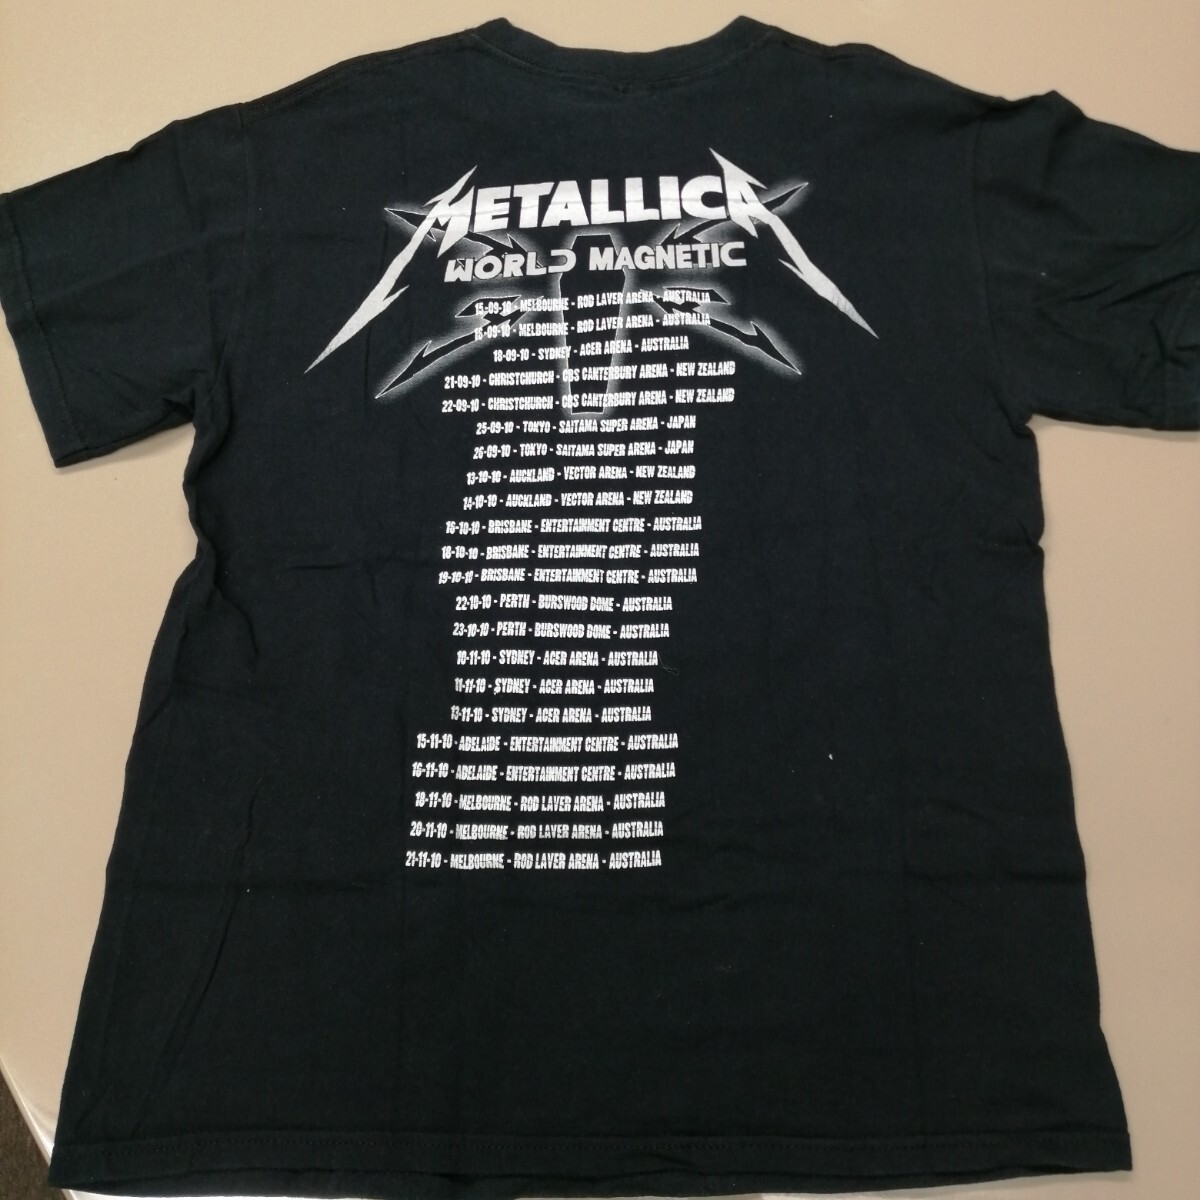 METALLICA
WORLD MAGNETIC
15-09-10 - MELBOURNE - ROD LAVER ARENA - AUSTRALIA
16-09-10 - MELBOURNE - ROD LAVER ARENA - AUSTRALIA
18-09-10 - SYDNEY - ACER ARENA - AUSTRALIA
21-09-10 - CHRISTCHURCH - CBS CANTERBURY ARENA - NEW ZEALAND
22-09-10 - CHRISTCHURCH - CBS CANTERBURY ARENA - NEW ZEALAND
25-09-10 - TOKYO - SAITAMA SUPER ARENA - JAPAN
26-09-10 - TOKYO - SAITAMA SUPER ARENA - JAPAN
13-10-10 - AUCKLAND - VECTOR ARENA - NEW ZEALAND
14-10-10 - AUCKLAND - VECTOR ARENA - NEW ZEALAND
16-10-10 - BRISBANE - ENTERTAINMENT CENTRE - AUSTRALIA
18-10-10 - BRISBANE - ENTERTAINMENT CENTRE - AUSTRALIA
19-10-10 - BRISBANE - ENTERTAINMENT CENTRE - AUSTRALIA
22-10-10 - PERTH - BURSWOOD DOME - AUSTRALIA
23-10-10 - PERTH - BURSWOOD DOME - AUSTRALIA
10-11-10 - SYDNEY - ACER ARENA - AUSTRALIA
11-11-10 - SYDNEY - ACER ARENA - AUSTRALIA
13-11-10 - SYDNEY - ACER ARENA - AUSTRALIA
15-11-10 - ADELAIDE - ENTERTAINMENT CENTRE - AUSTRALIA
16-11-10 - ADELAIDE - ENTERTAINMENT CENTRE - AUSTRALIA
18-11-10 - MELBOURNE - ROD LAVER ARENA - AUSTRALIA
20-11-10 - MELBOURNE - ROD LAVER ARENA - AUSTRALIA
21-11-10 - MELBOURNE - ROD LAVER ARENA - AUSTRALIA